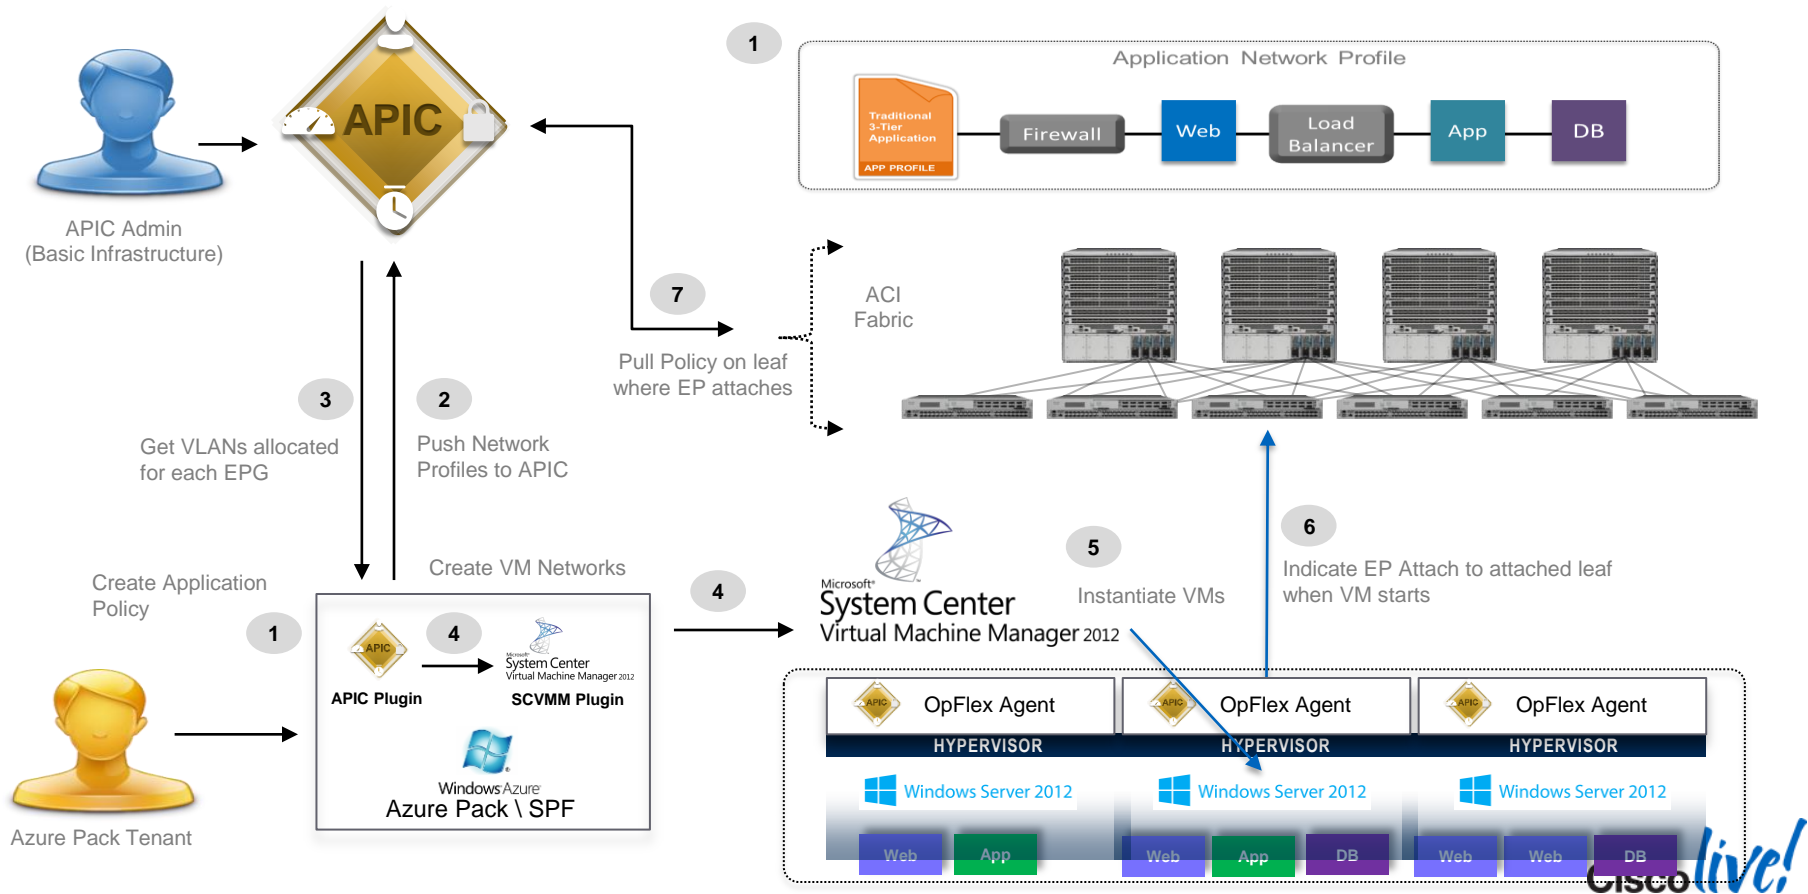 1
Application Network Profile
Traditional
3-Tier
Application
APP PROFILE
Firewall
Web
Load
Balancer
App
DB
APIC
APIC Admin
(Basic Infrastructure)
7
Pull Policy on leaf
where EP attaches
ACI
Fabric
3
Get VLANs allocated
for each EPG
2
Push Network
Profiles to APIC
Create Application
Policy
1
Create VM Networks
4
Microsoft®
System Center
Virtual Machine Manager 2012
5
Instantiate VMs
6
Indicate EP Attach to attached leaf
when VM starts
APIC
4
Microsoft®
System Center
Virtual Machine Manager 2012
APIC Plugin
SCVMM Plugin
Windows Azure
Azure Pack \ SPF
Azure Pack Tenant
APIC
OpFlex Agent
APIC
OpFlex Agent
APIC
OpFlex Agent
HYPERVISOR
HYPERVISOR
HYPERVISOR
Windows Server 2012
Windows Server 2012
Windows Server 2012
Web
App
Web
App
DB
Web
Web
DB
Cisco live!